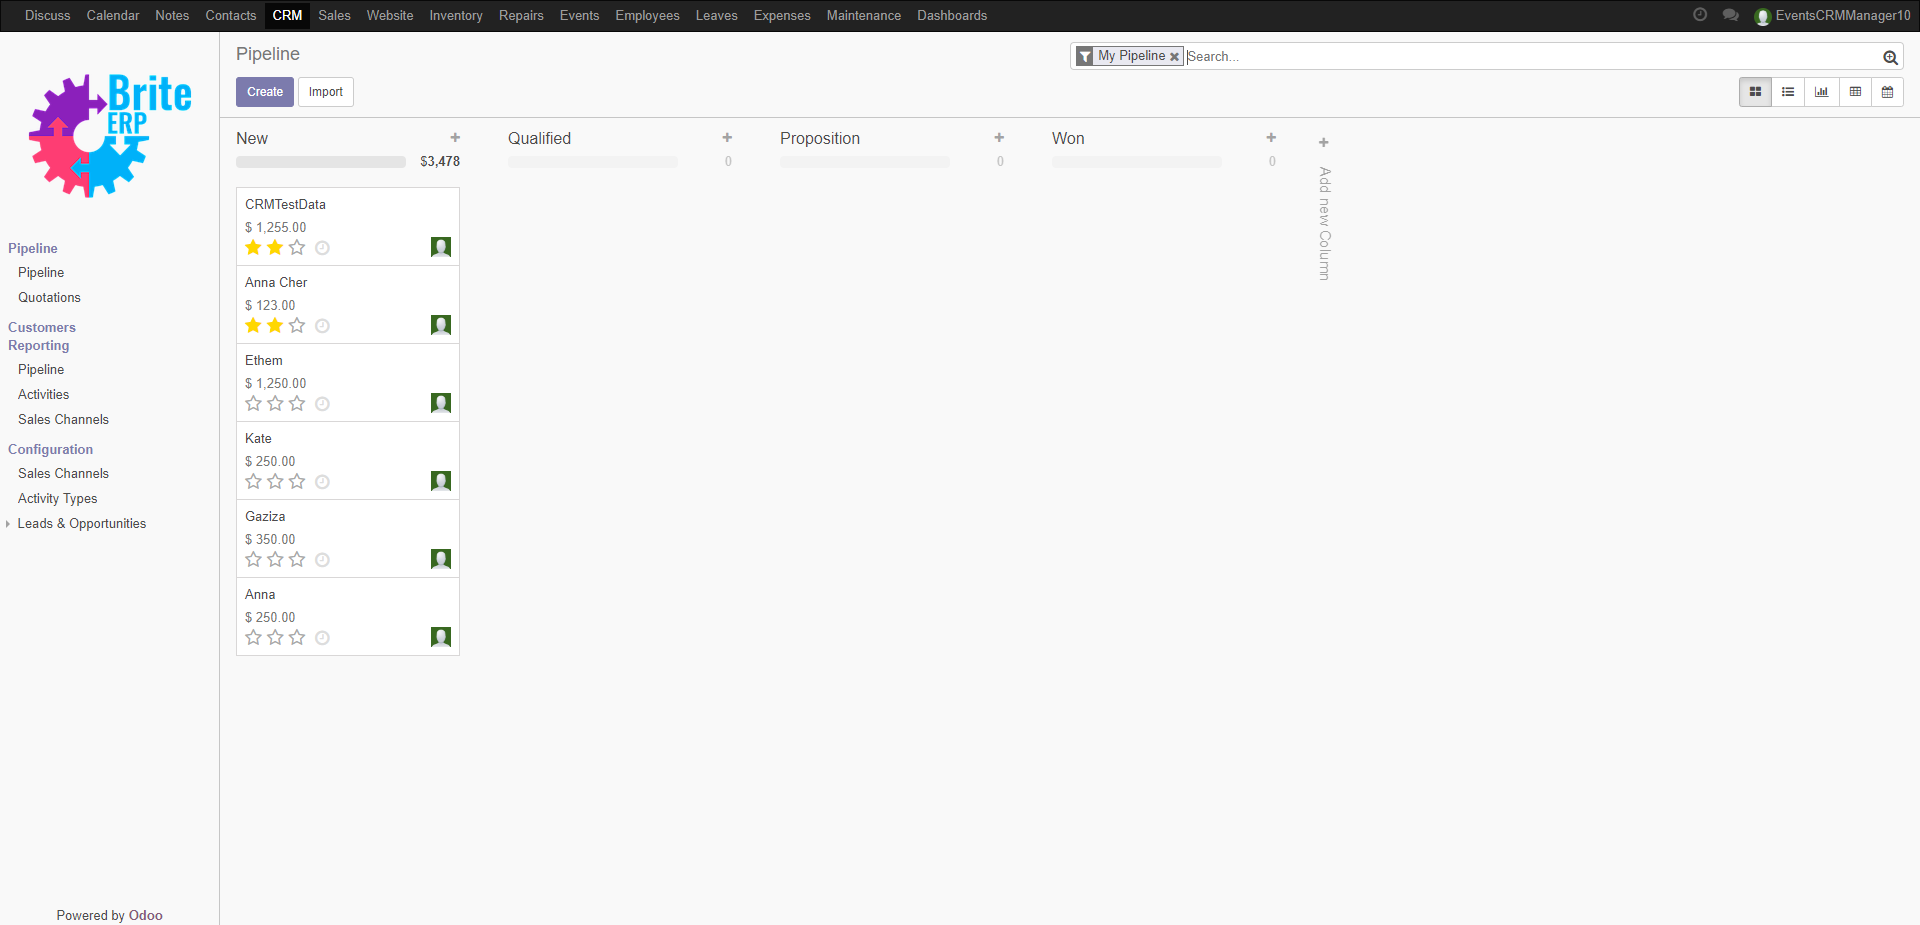 Discuss Calendar Notes Contacts CRM Sales Website Inventory Repairs Events Employees Leaves Expenses Maintenance Dashboards EventsCRMManager10
Brite
ERP
Pipeline
Pipeline
Quotations
Customers
Reporting
Pipeline
Activities
Sales Channels
Configuration
Sales Channels
Activity Types
Leads & Opportunities
Powered by Odoo
Pipeline
My Pipeline Search...
Create Import
New
$3,478
CRMTestData
$ 1,255.00
Anna Cher
$ 123.00
Ethem
$ 1,250.00
Kate
$ 250.00
Gaziza
$ 350.00
Anna
$ 250.00
Qualified
0
Proposition
0
Won
0
Add new Column